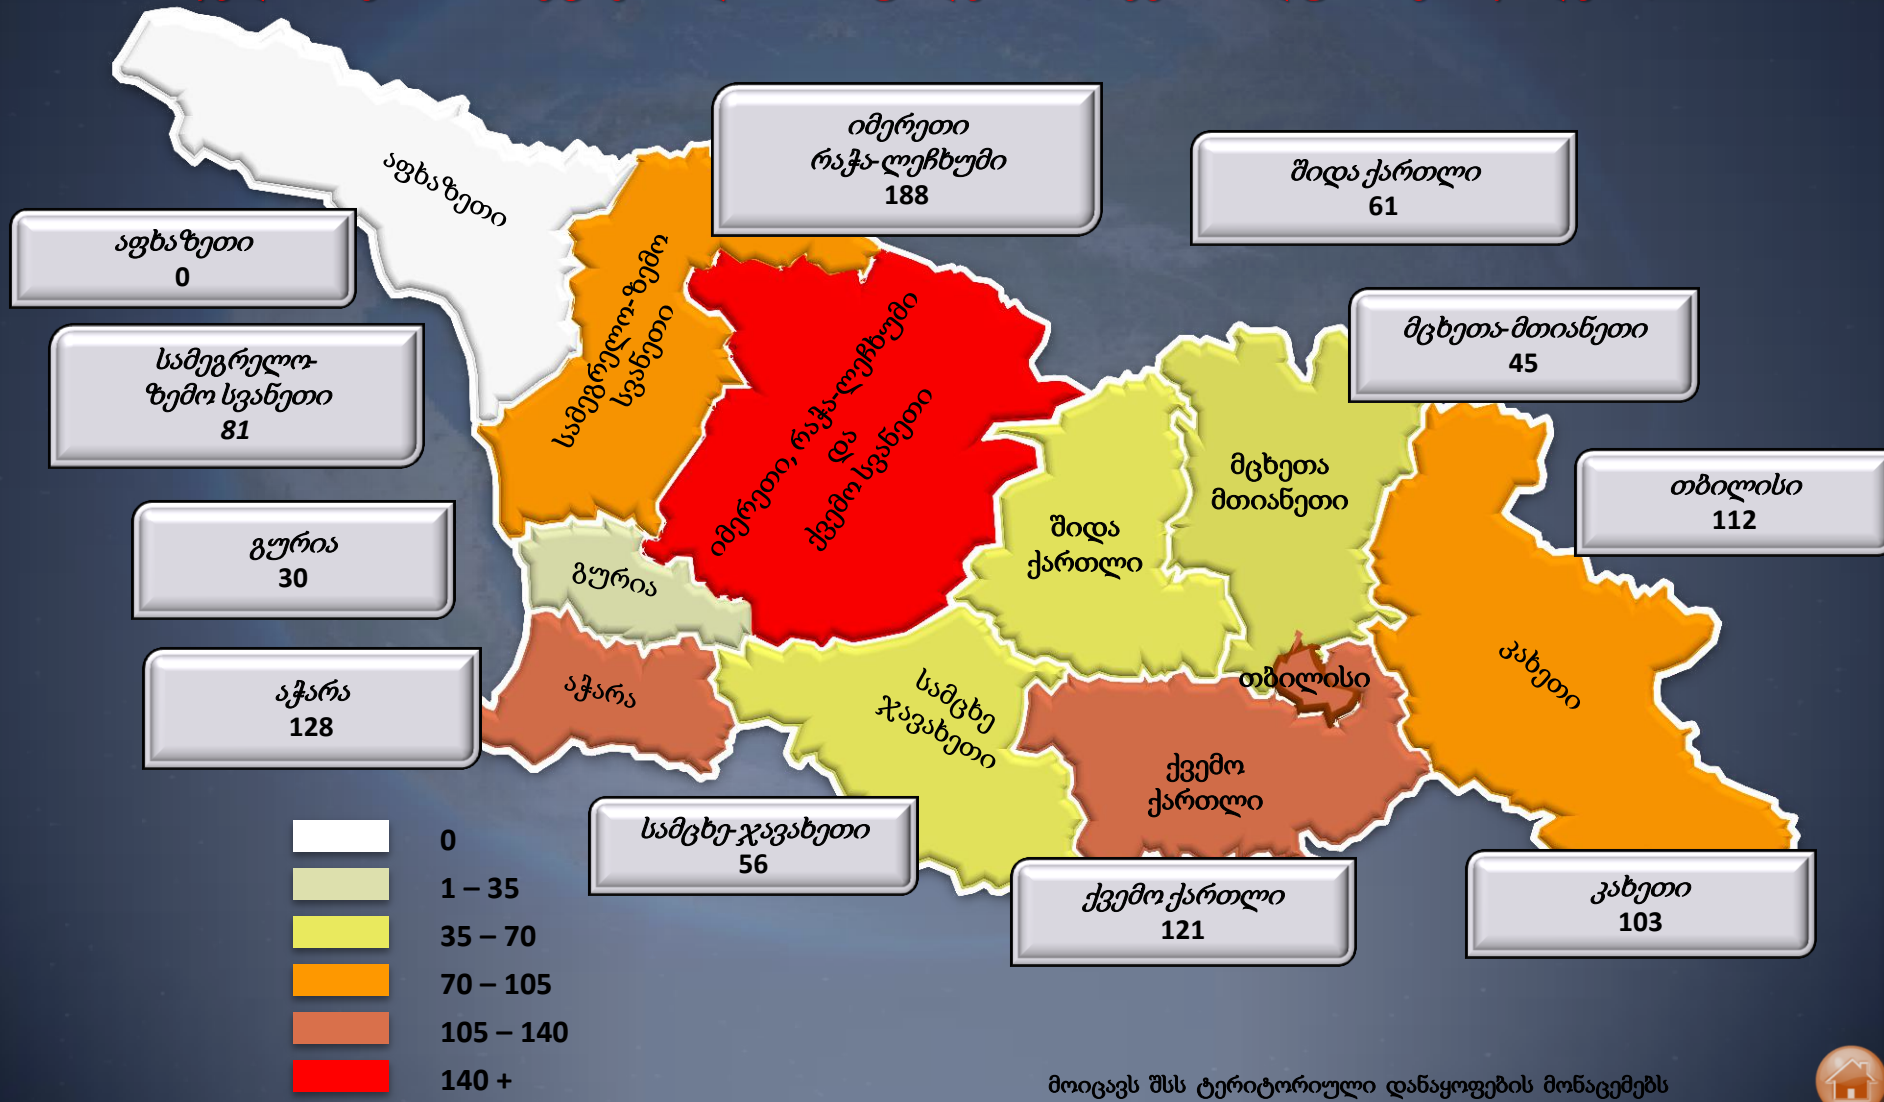 იმერეთი
რაჭა-ლეჩხუმი
188
შიდა ქართლი
61
აფხაზეთი
აფხაზეთი
0
სამეგრელო-ზემო
სვანეთი
მცხეთა-მთიანეთი
45
სამეგრელო-
ზემო სვანეთი
81
იმერეთი, რაჭა-ლეჩხუმი
და
ქვემო სვანეთი
მცხეთა
მთიანეთი
თბილისი
112
შიდა
ქართლი
გურია
30
გურია
კახეთი
თბილისი
აჭარა
128
აჭარა
სამცხე
ჯავახეთი
ქვემო
ქართლი
სამცხე-ჯავახეთი
56
ქვემო ქართლი
121
კახეთი
103
0
1 – 35
35 – 70
70 – 105
105 – 140
140 +
მოიცავს შსს ტერიტორიული დანაყოფების მონაცემებს